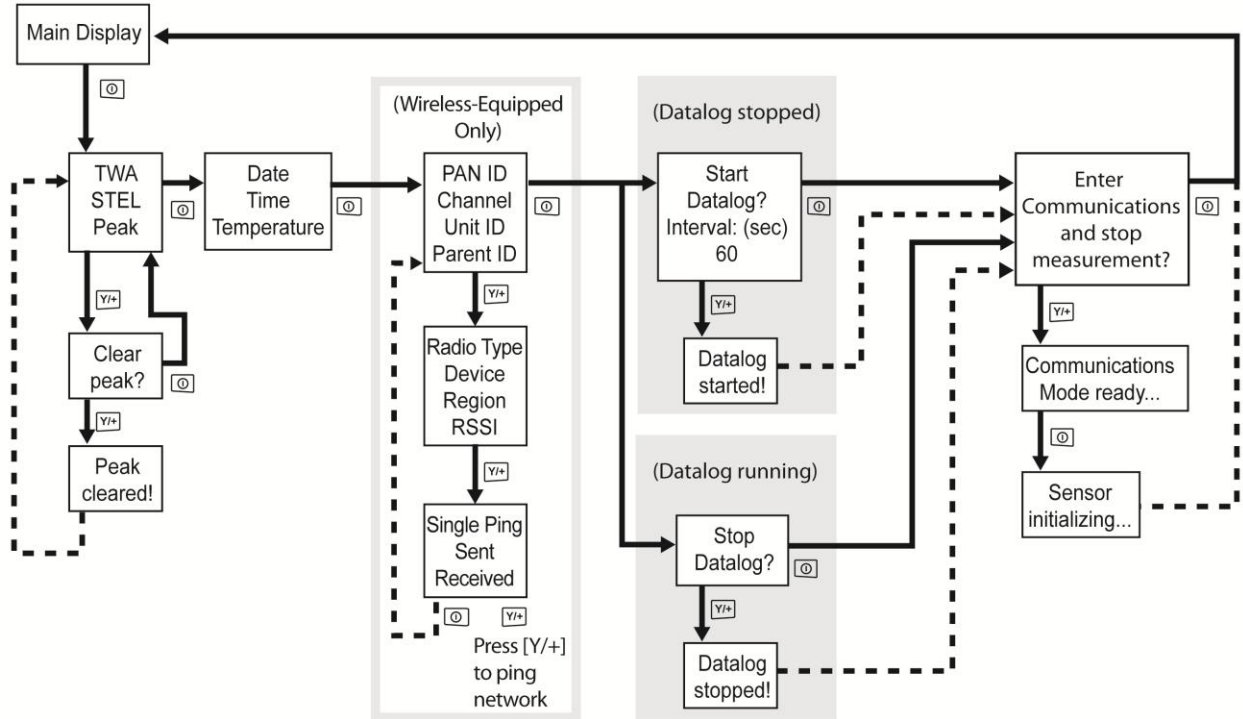 Main Display
TWA
STEL
Peak
Y/+
Clear
peak?
Y/+
Peak
cleared!
Date
Time
Temperature
(Wireless-Equipped
Only)
PAN ID
Channel
Unit ID
Parent ID
Y/+
Radio Type
Device
Region
RSSI
Y/+
Single Ping
Sent
Received
Y/+
Press [Y/+]
to ping
network
(Datalog stopped)
Start
Datalog?
Interval: (sec)
60
Y/+
Datalog
started!
(Datalog running)
Stop
Datalog?
Y/+
Datalog
stopped!
Enter
Communications
and stop
measurement?
Y/+
Communications
Mode ready...
Sensor
initializing...